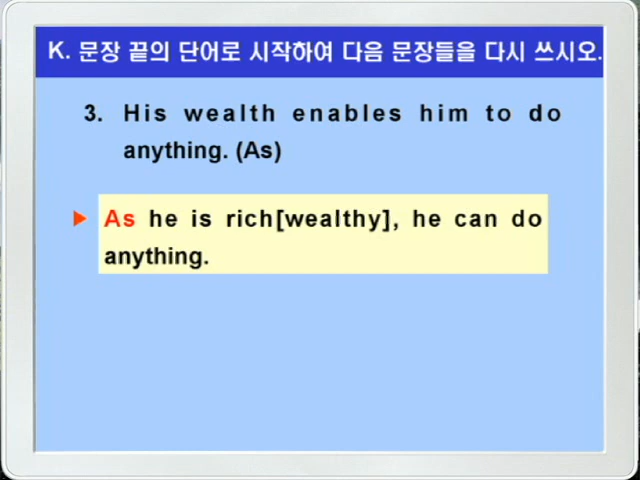 K. 문장 끝의 단어로 시작하여 다음 문장들을 다시 쓰시오.
3. His wealth enables him to do
anything. (As)
As he is rich[wealthy], he can do
anything.